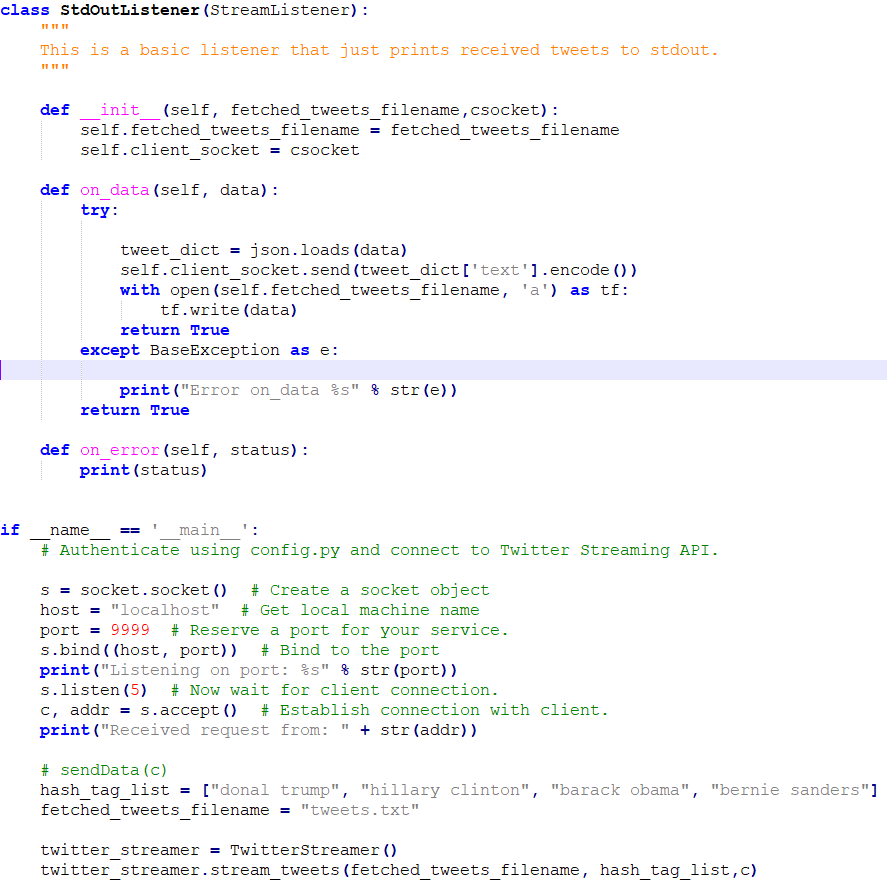 class StdOutListener(StreamListener):
    """
    This is a basic listener that just prints received tweets to stdout.
    """
    def __init__(self, fetched_tweets_filename,csocket):
        self.fetched_tweets_filename = fetched_tweets_filename
        self.client_socket = csocket
    def on_data(self, data):
        try:
            tweet_dict = json.loads(data)
            self.client_socket.send(tweet_dict['text'].encode())
            with open(self.fetched_tweets_filename, 'a') as tf:
                tf.write(data)
            return True
        except BaseException as e:
            print("Error on_data %s" % str(e))
        return True
    def on_error(self, status):
        print(status)
if __name__ == '__main__':
    # Authenticate using config.py and connect to Twitter Streaming API.
    s = socket.socket()  # Create a socket object
    host = "localhost"  # Get local machine name
    port = 9999  # Reserve a port for your service.
    s.bind((host, port))  # Bind to the port
    print("Listening on port: %s" % str(port))
    s.listen(5)  # Now wait for client connection.
    c, addr = s.accept()  # Establish connection with client.
    print("Received request from: " + str(addr))
    # sendData(c)
    hash_tag_list = ["donal trump", "hillary clinton", "barack obama", "bernie sanders"]
    fetched_tweets_filename = "tweets.txt"
    twitter_streamer = TwitterStreamer()
    twitter_streamer.stream_tweets(fetched_tweets_filename, hash_tag_list,c)